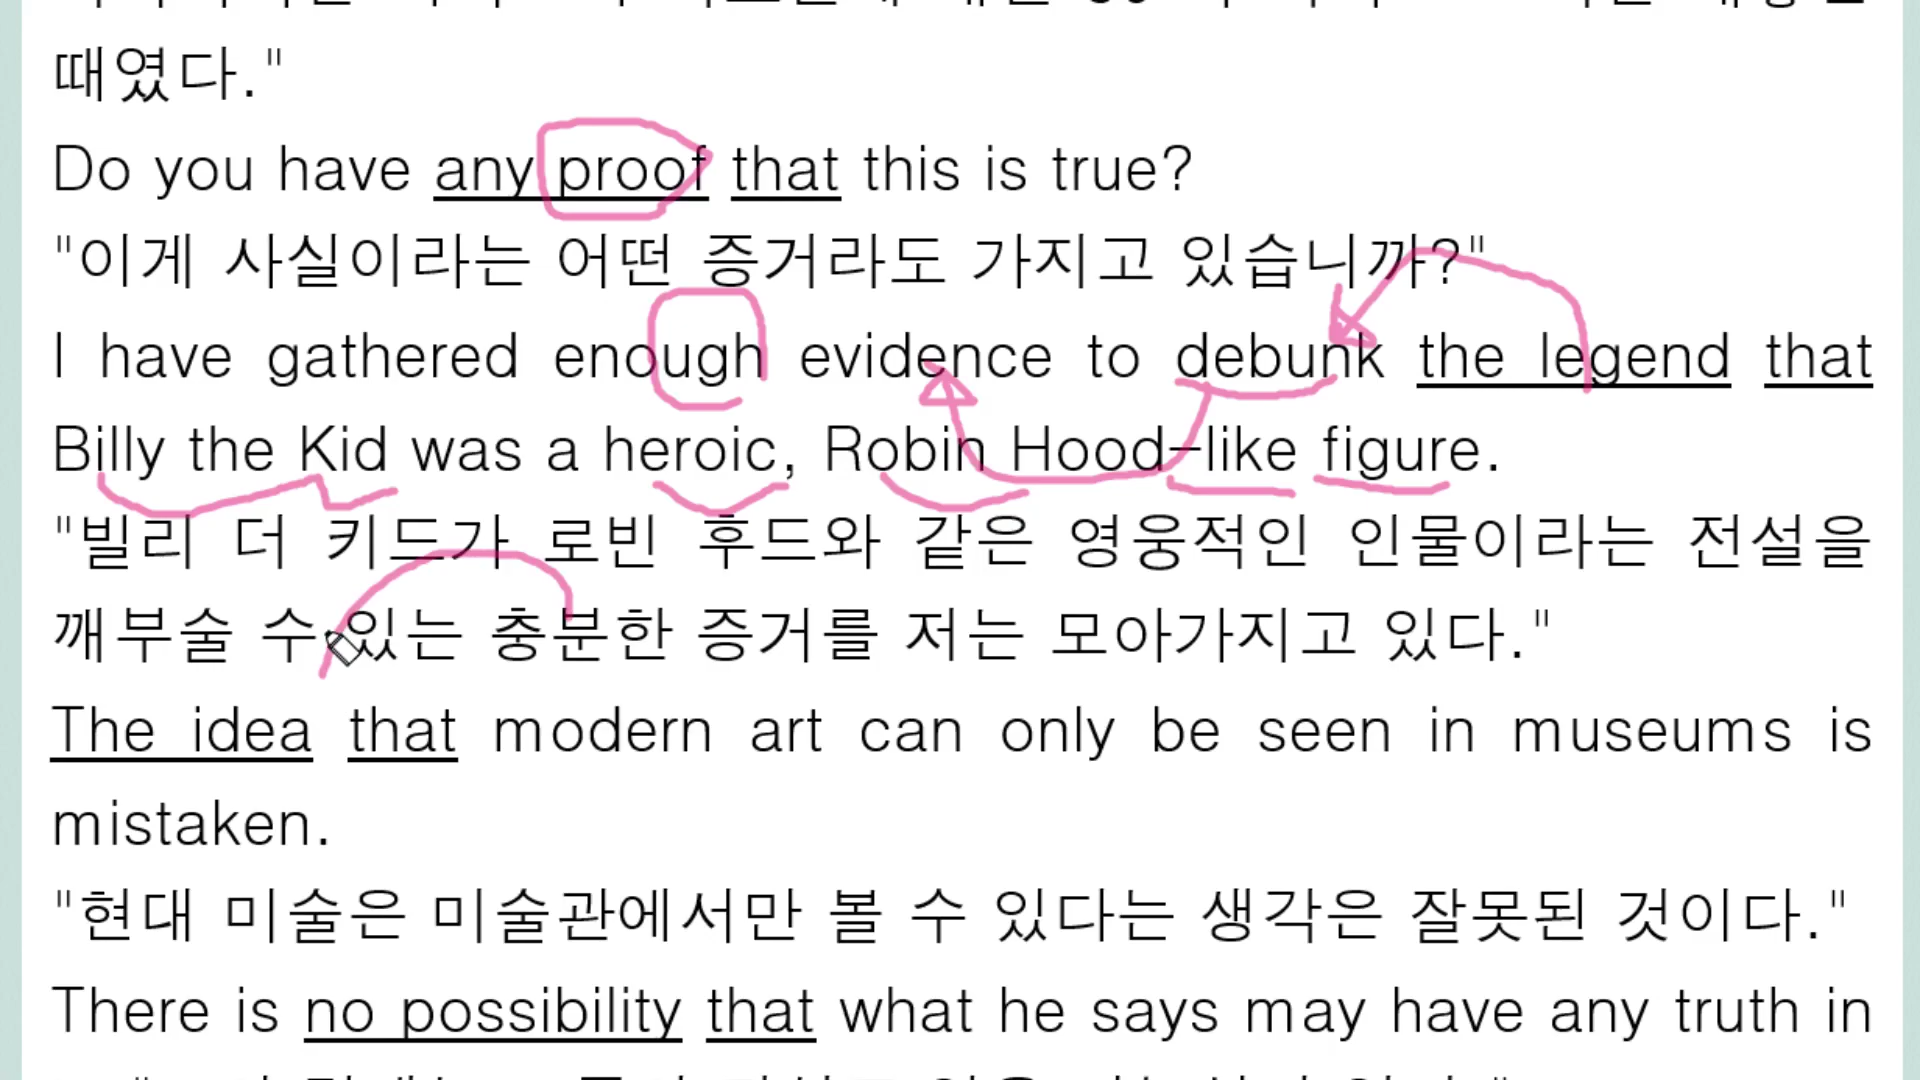 때였다."
Do you have any proof that this is true?
"이게 사실이라는 어떤 증거라도 가지고 있습니까?"
I have gathered enough evidence to debunk the legend that
Billy the Kid was a heroic, Robin Hood-like figure.
"빌리 더 키드가 로빈 후드와 같은 영웅적인 인물이라는 전설을
깨부술 수 있는 충분한 증거를 저는 모아가지고 있다."
The idea that modern art can only be seen in museums is
mistaken.
"현대 미술은 미술관에서만 볼 수 있다는 생각은 잘못된 것이다."
There is no possibility that what he says may have any truth in